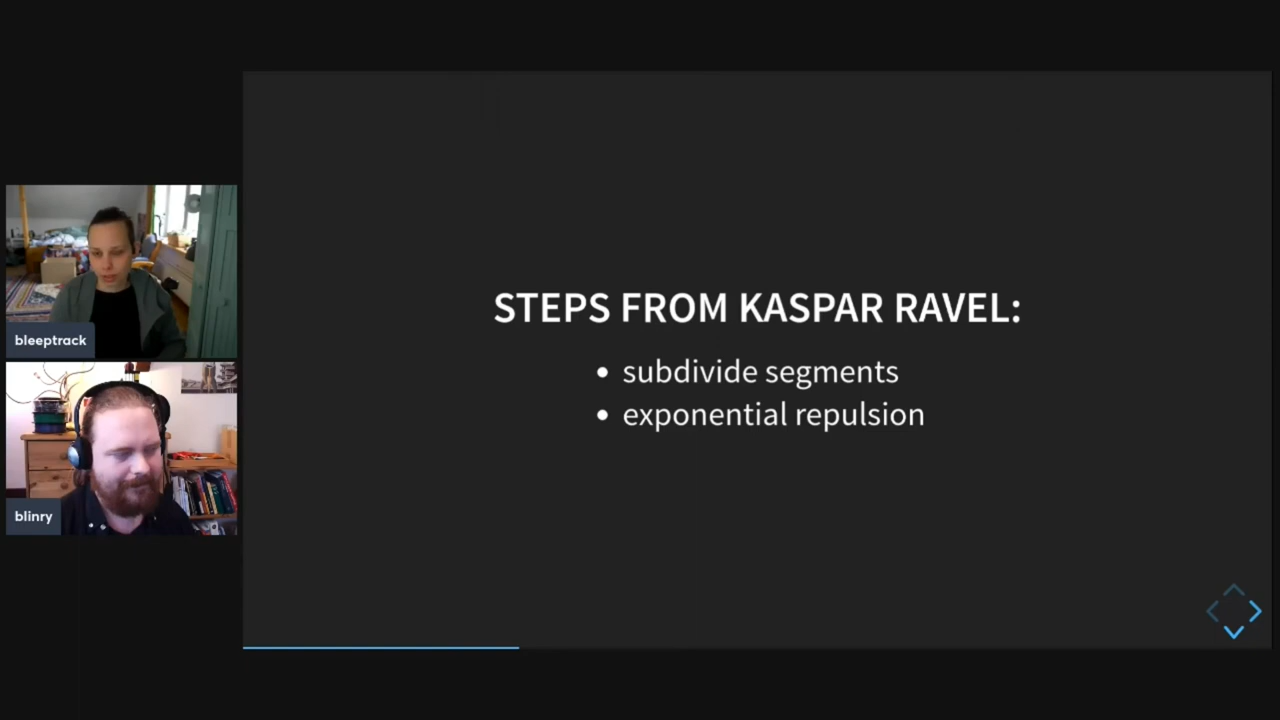 STEPS FROM KASPAR RAVEL:
subdivide segments
exponential repulsion
bleeptrack
blinry